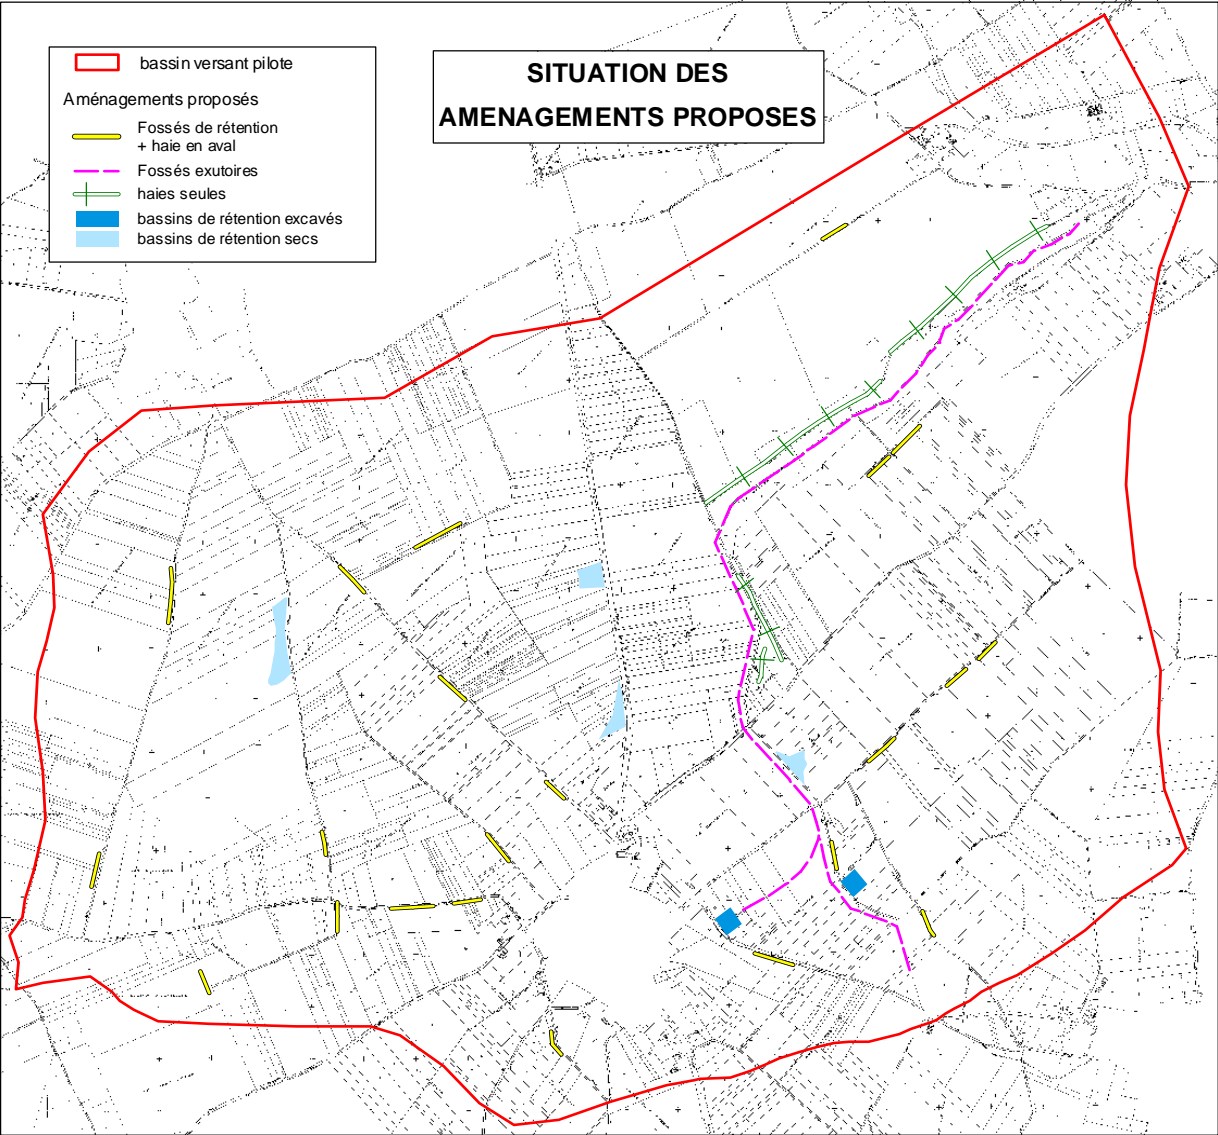 bassin versant pilote
Aménagements proposés
Fossés de rétention
+ haie en aval
Fossés exutoires
haies seules
bassins de rétention excavés
bassins de rétention secs
SITUATION DES
AMENAGEMENTS PROPOSES